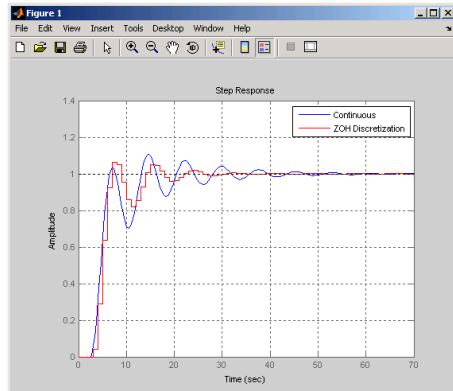 Figure 1
File Edit View Insert Tools Desktop Window Help
Step Response
1.4
1.2
1
0.8
0.6
0.4
0.2
0
Amplitude
Continuous
ZOH Discretization
0 10 20 30 40 50 60 70
Time (sec)